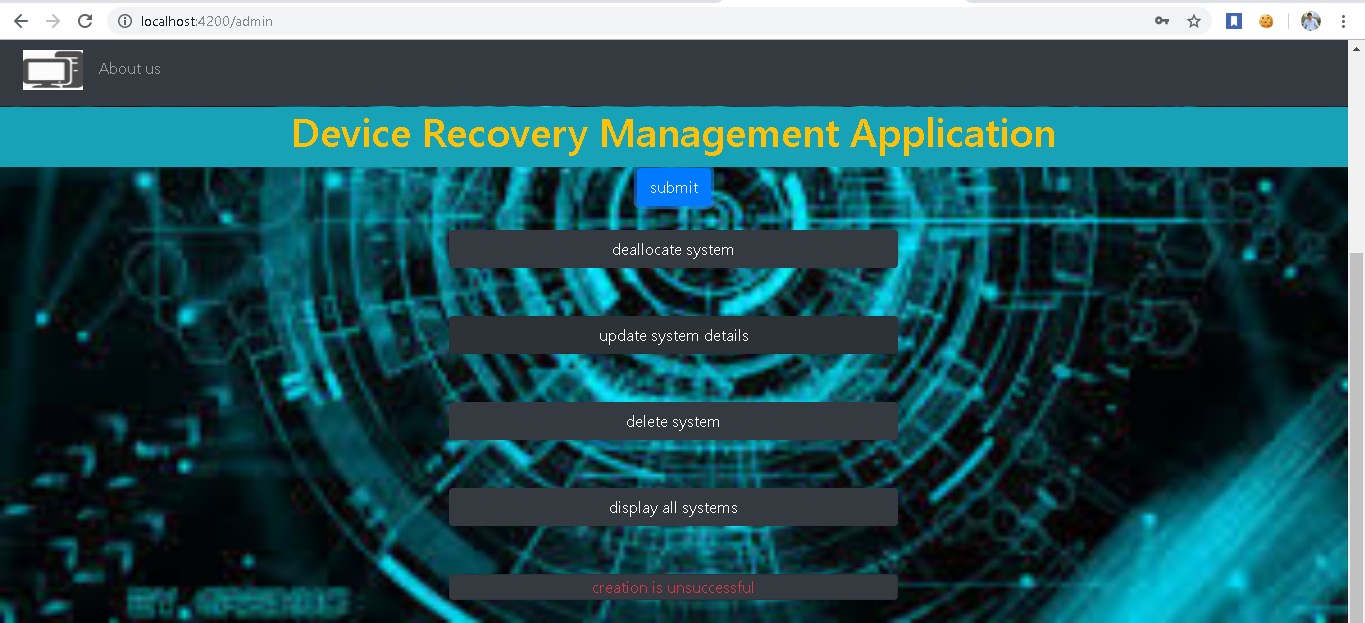 localhost:4200/admin
About us
Device Recovery Management Application
submit
deallocate system
update system details
delete system
display all systems
creation is unsuccessful